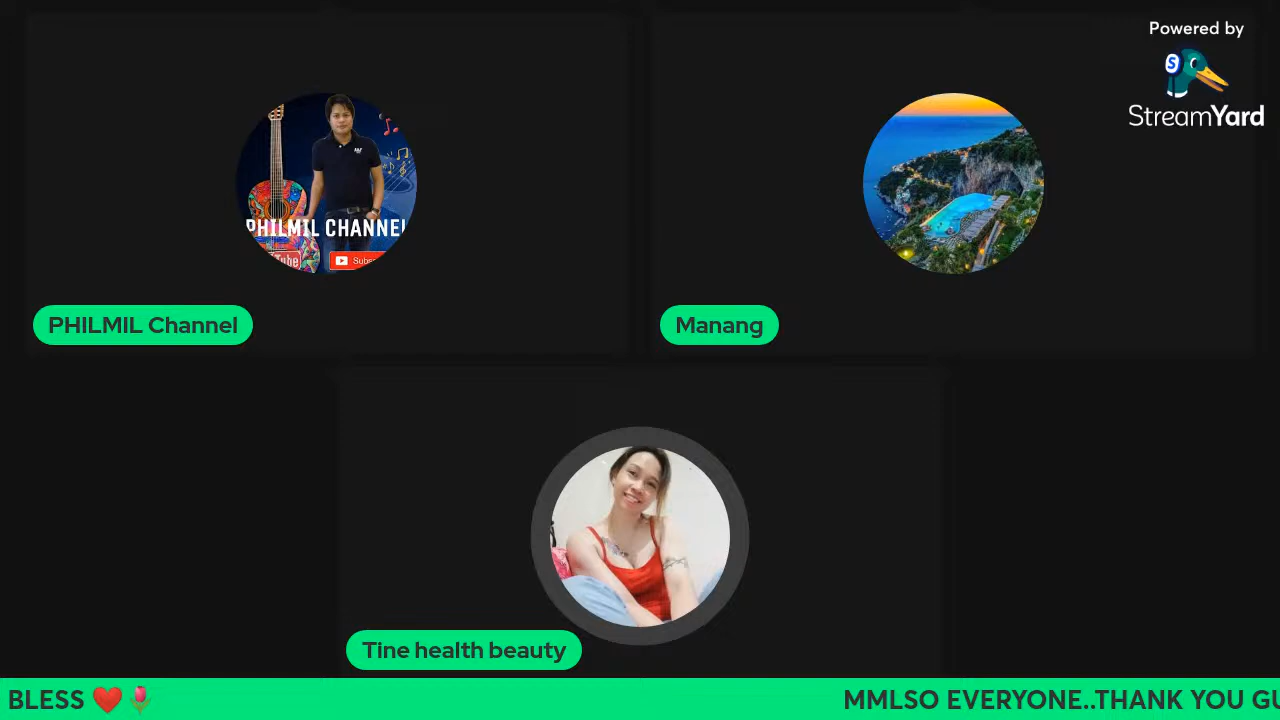 Powered by
StreamYard
PHILMIL CHANNEL
PHILMIL Channel
Manang
Tine health beauty
BLESS ❤️🌷 MMLSO EVERYONE..THANK YOU